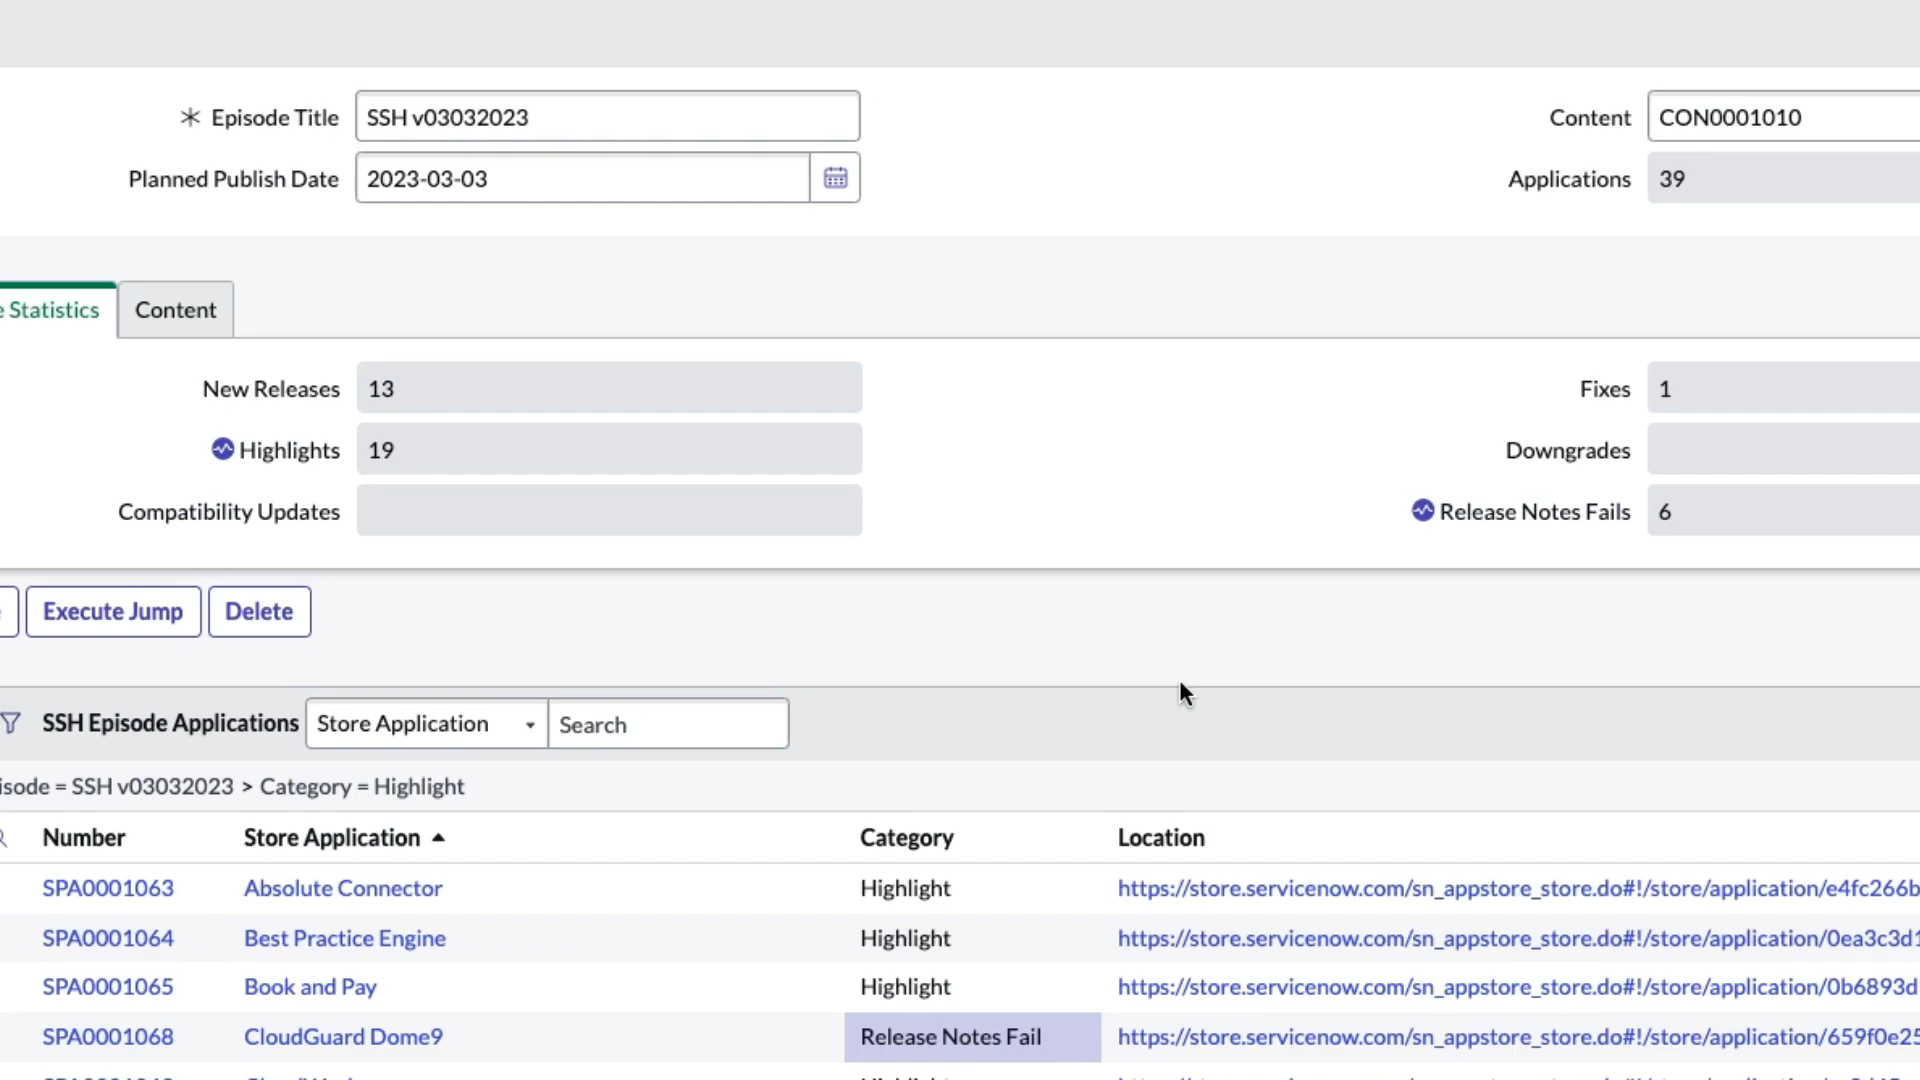 Episode Title SSH v03032023 Content CON0001010
Planned Publish Date 2023-03-03 Applications 39
Statistics Content
New Releases 13 Fixes 1
Highlights 19 Downgrades
Compatibility Updates Release Notes Fails 6
Execute Jump Delete
SSH Episode Applications Store Application Search
isode = SSH v03032023 > Category = Highlight
Number Store Application Category Location
SPA0001063 Absolute Connector Highlight https://store.servicenow.com/sn_appstore_store.do#!/store/application/e4fc266b
SPA0001064 Best Practice Engine Highlight https://store.servicenow.com/sn_appstore_store.do#!/store/application/0ea3c3d1
SPA0001065 Book and Pay Highlight https://store.servicenow.com/sn_appstore_store.do#!/store/application/0b6893d
SPA0001068 CloudGuard Dome9 Release Notes Fail https://store.servicenow.com/sn_appstore_store.do#!/store/application/659f0e25